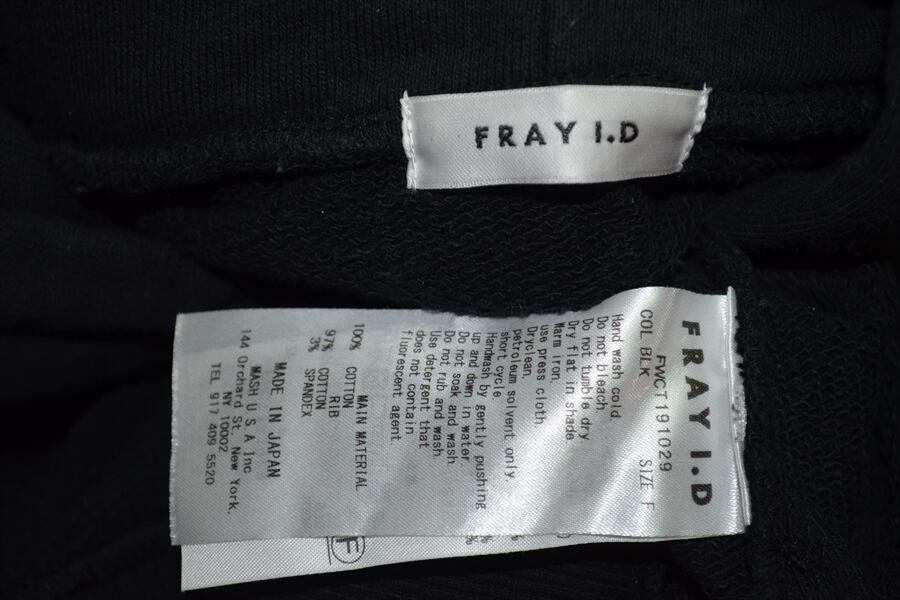 FRAY I.D
FRAY I.D
FWCT191029
COL BLK SIZE F
Hand wash cold.
Do not bleach.
Do not tumble dry
Dry flat in shade
Warm iron.
use press cloth
Dryclean.
petroleum solvent only.
short cycle
Handwash by gently pushing
up and down in water.
Do not soak and wash
Do not rub and wash.
Use detergent that
does not contain
fluorescent agent.
MAIN MATERIAL
100% COTTON
RIB
97% COTTON
3% SPANDEX
MADE IN JAPAN
MASH U S A Inc
144 Orchard St New York,
NY 10002
TEL 917 409 5520
F